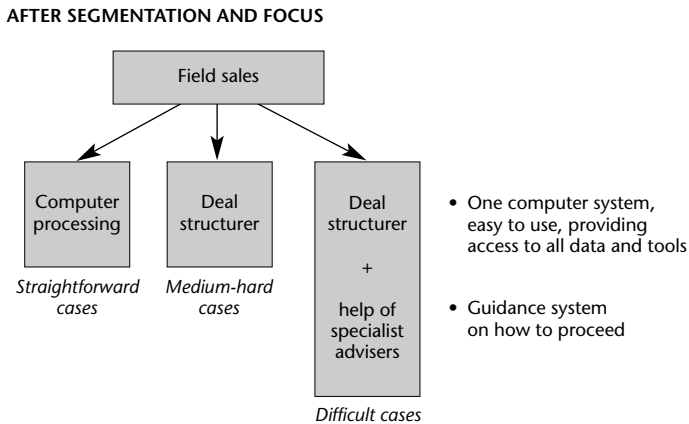 AFTER SEGMENTATION AND FOCUS
Field sales
Computer
processing
Straightforward
cases
Deal
structurer
Medium-hard
cases
Deal
structurer
+
help of
specialist
advisers
Difficult cases
• One computer system,
easy to use, providing
access to all data and tools
• Guidance system
on how to proceed